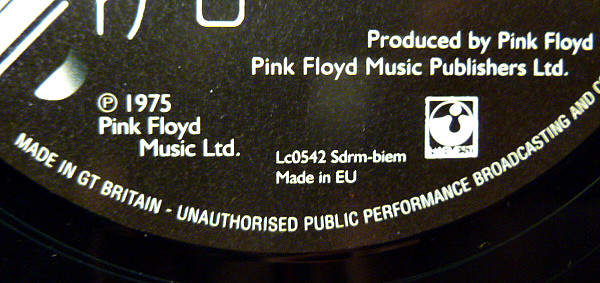 Produced by Pink Floyd
Pink Floyd Music Publishers Ltd.
℗ 1975
Pink Floyd
Music Ltd.
HARVEST
Lc0542 Sdrm-biem
Made in EU
MADE IN GT BRITAIN - UNAUTHORISED PUBLIC PERFORMANCE BROADCASTING AND